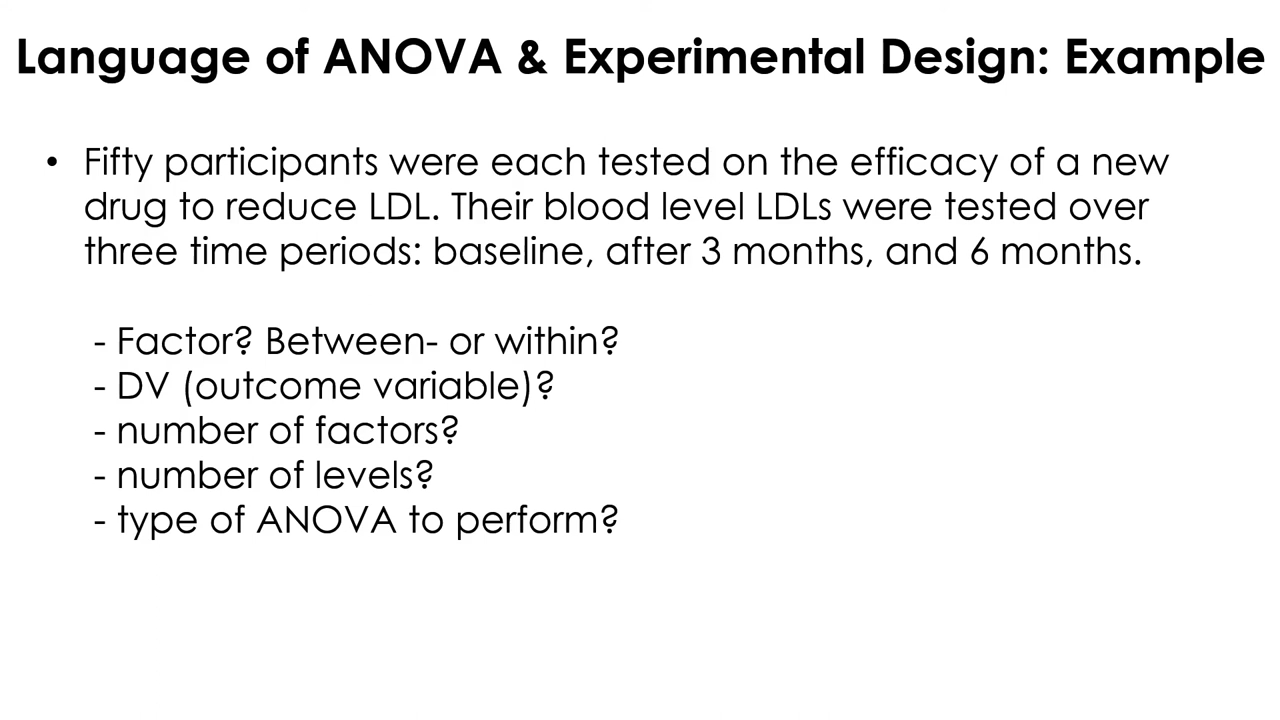 Language of ANOVA & Experimental Design: Example
• Fifty participants were each tested on the efficacy of a new
drug to reduce LDL. Their blood level LDLs were tested over
three time periods: baseline, after 3 months, and 6 months.
- Factor? Between- or within?
- DV (outcome variable)?
- number of factors?
- number of levels?
- type of ANOVA to perform?